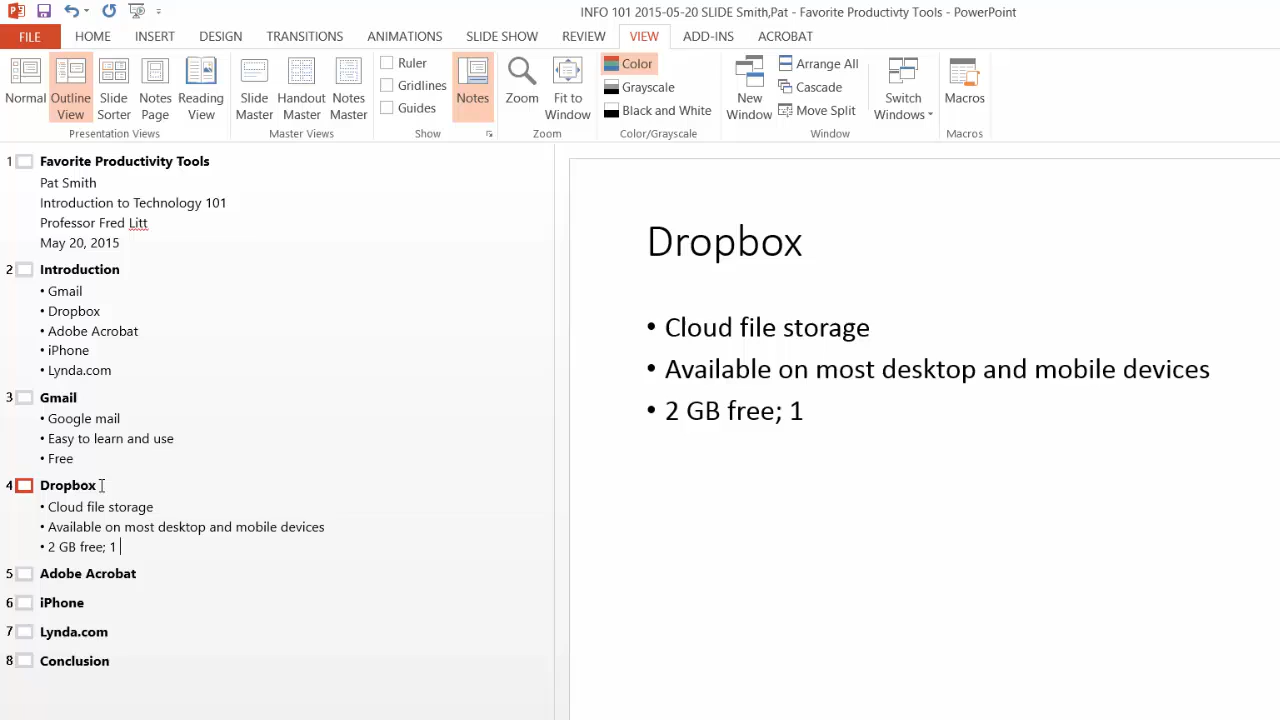 INFO 101 2015-05-20 SLIDE Smith,Pat - Favorite Productivty Tools - PowerPoint
FILE HOME INSERT DESIGN TRANSITIONS ANIMATIONS SLIDE SHOW REVIEW VIEW ADD-INS ACROBAT
Normal
Outline View
Slide Sorter
Notes Page
Reading View
Presentation Views
Slide Master
Handout Master
Notes Master
Master Views
Ruler
Gridlines
Guides
Show
Notes
Zoom
Fit to Window
Zoom
Color
Grayscale
Black and White
Color/Grayscale
New Window
Arrange All
Cascade
Move Split
Switch Windows
Window
Macros
Macros
1 Favorite Productivity Tools
Pat Smith
Introduction to Technology 101
Professor Fred Litt
May 20, 2015
2 Introduction
• Gmail
• Dropbox
• Adobe Acrobat
• iPhone
• Lynda.com
3 Gmail
• Google mail
• Easy to learn and use
• Free
4 Dropbox
• Cloud file storage
• Available on most desktop and mobile devices
• 2 GB free; 1
5 Adobe Acrobat
6 iPhone
7 Lynda.com
8 Conclusion
Dropbox
• Cloud file storage
• Available on most desktop and mobile devices
• 2 GB free; 1